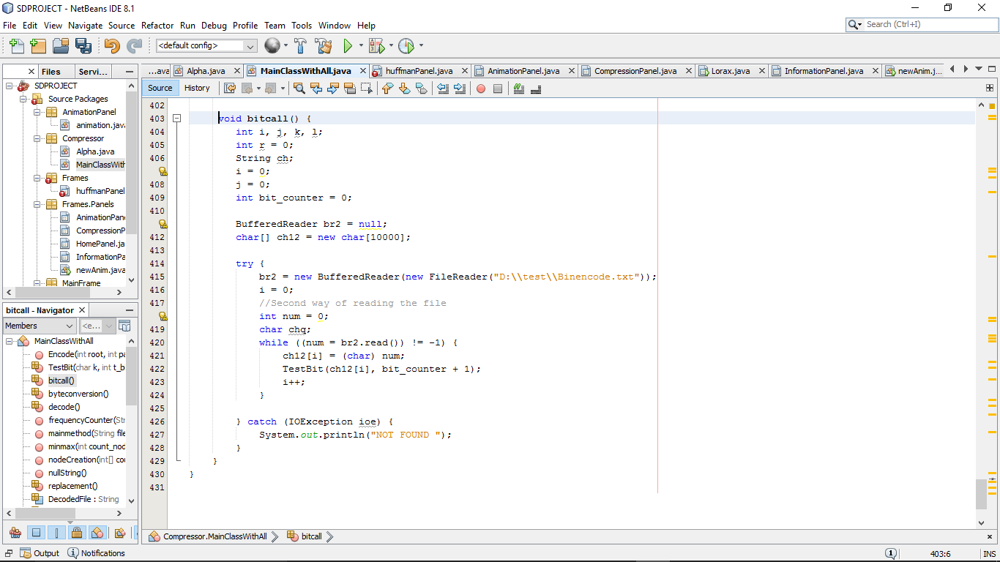 SDPROJECT - NetBeans IDE 8.1
File Edit View Navigate Source Refactor Run Debug Profile Team Tools Window Help
Search (Ctrl+I)
<default config>
Files Servi...
...ava Alpha.java MainClassWithAll.java huffmanPanel.java AnimationPanel.java CompressionPanel.java Lorax.java InformationPanel.java newAnim.j...
SDPROJECT
Source Packages
AnimationPanel
animation.java
Compressor
Alpha.java
MainClassWith
Frames
huffmanPanel
Frames.Panels
AnimationPan
CompressionP
HomePanel.ja
InformationPa
newAnim.java
MainFrame
bitcall - Navigator
Members <e...
MainClassWithAll
Encode(int root, int pa
TestBit(char k, int t_b
bitcall()
byteconversion()
decode()
frequencyCounter(Str
mainmethod(String file
minmax(int count_nod
nodeCreation(int[] cou
nullString()
replacement()
DecodedFile : String
Source History
402
403 void bitcall() {
404 int i, j, k, l;
405 int r = 0;
406 String ch;
i = 0;
408 j = 0;
409 int bit_counter = 0;
410
BufferedReader br2 = null;
412 char[] ch12 = new char[10000];
413
414 try {
415 br2 = new BufferedReader(new FileReader("D:\\test\\Binencode.txt"));
416 i = 0;
417 //Second way of reading the file
int num = 0;
419 char chq;
420 while ((num = br2.read()) != -1) {
421 ch12[i] = (char) num;
422 TestBit(ch12[i], bit_counter + 1);
423 i++;
424 }
425
426 } catch (IOException ioe) {
427 System.out.println("NOT FOUND ");
428 }
429 }
430 }
431
Compressor.MainClassWithAll bitcall
Output Notifications 1 403:6 INS